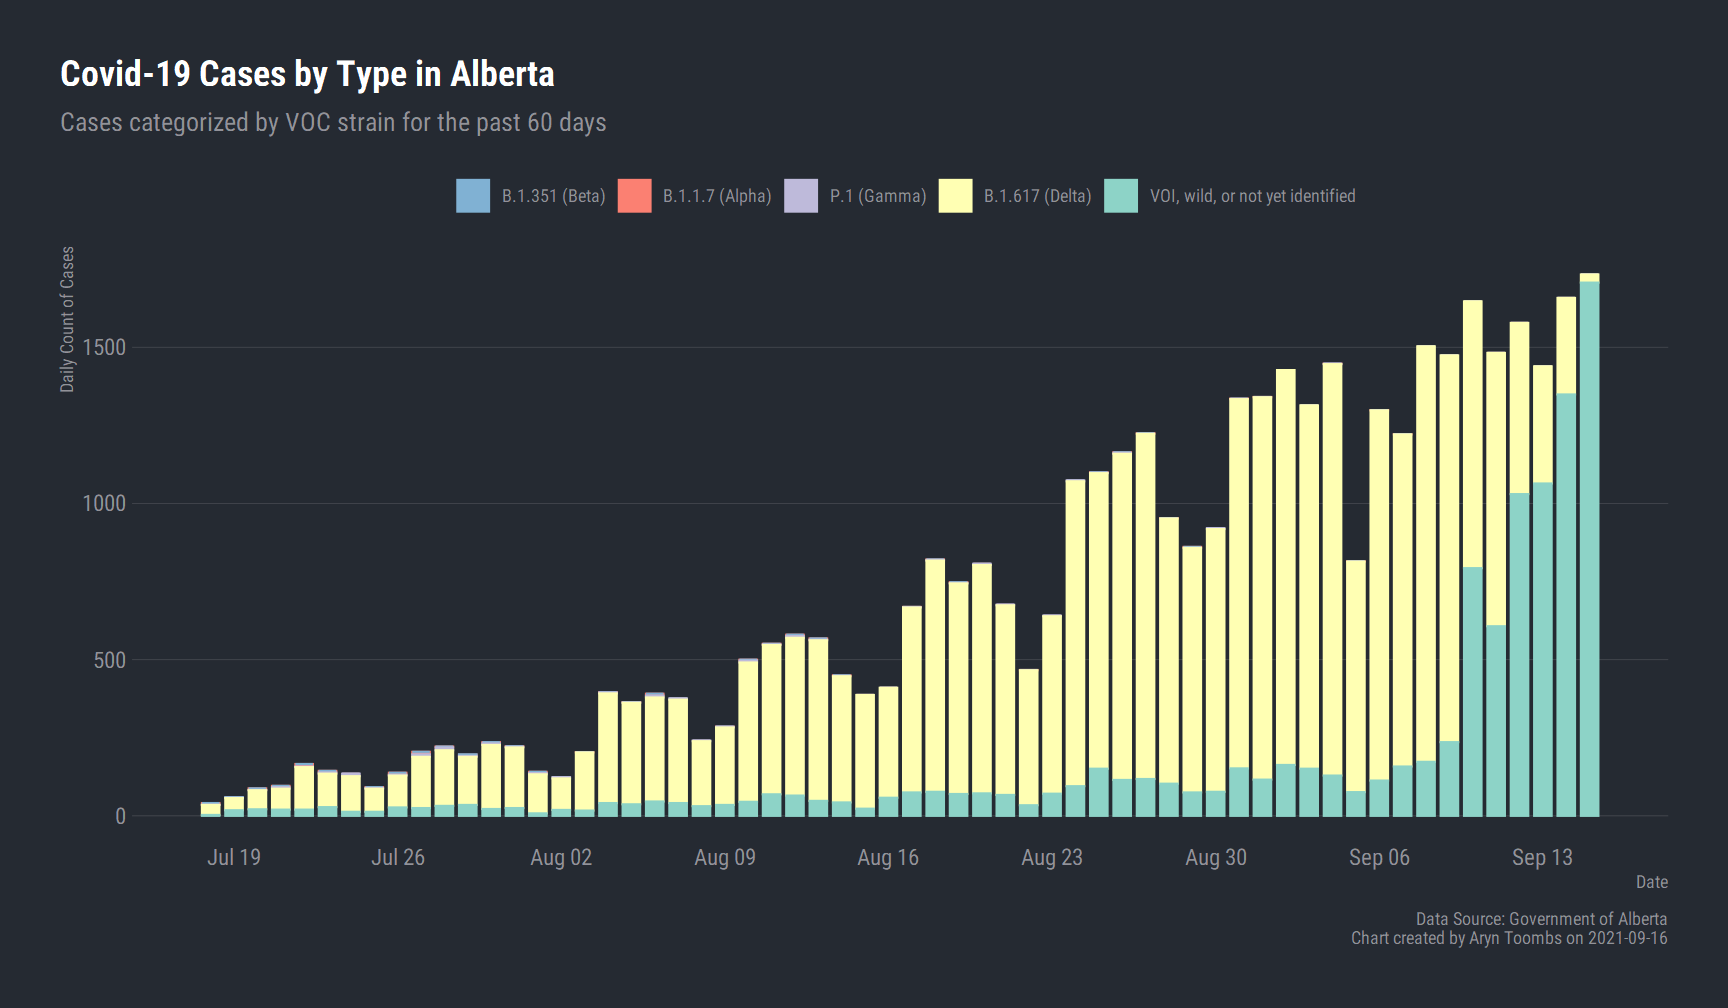 Covid-19 Cases by Type in Alberta
Cases categorized by VOC strain for the past 60 days
B.1.351 (Beta) B.1.1.7 (Alpha) P.1 (Gamma) B.1.617 (Delta) VOI, wild, or not yet identified
Daily Count of Cases
1500
1000
500
0
Jul 19 Jul 26 Aug 02 Aug 09 Aug 16 Aug 23 Aug 30 Sep 06 Sep 13
Date
Data Source: Government of Alberta
Chart created by Aryn Toombs on 2021-09-16